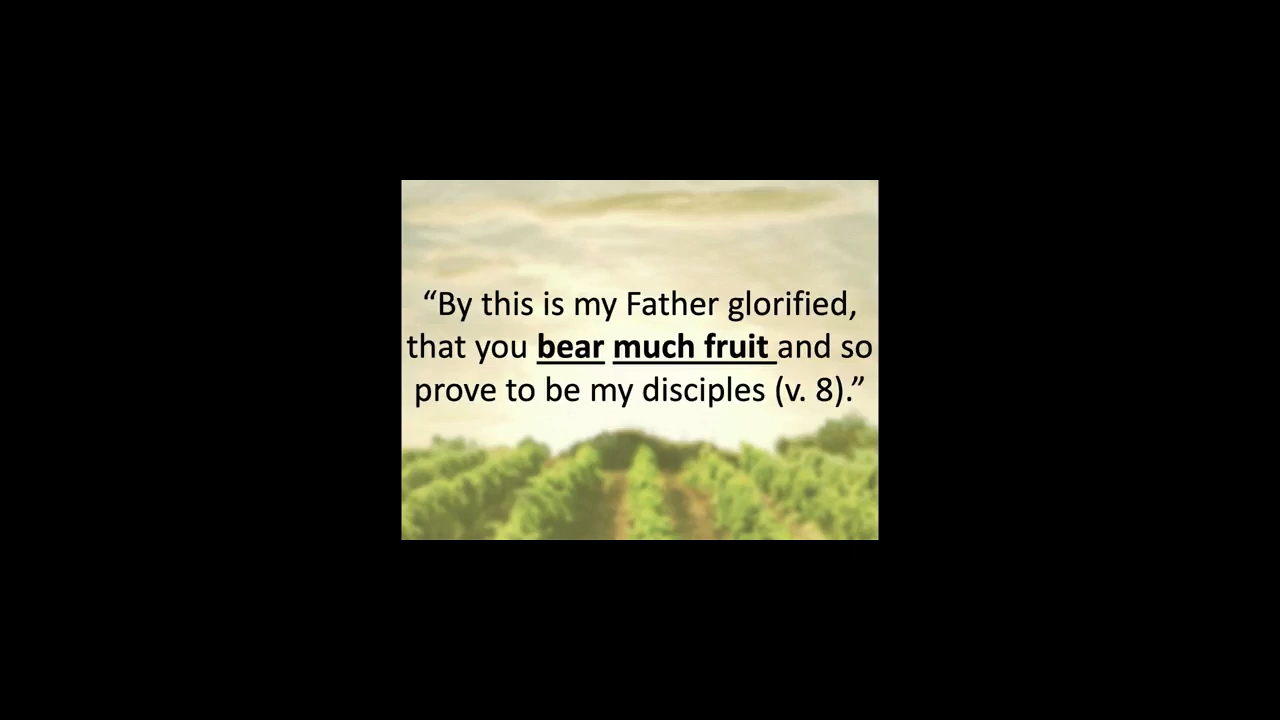 “By this is my Father glorified,
that you bear much fruit and so
prove to be my disciples (v. 8).”